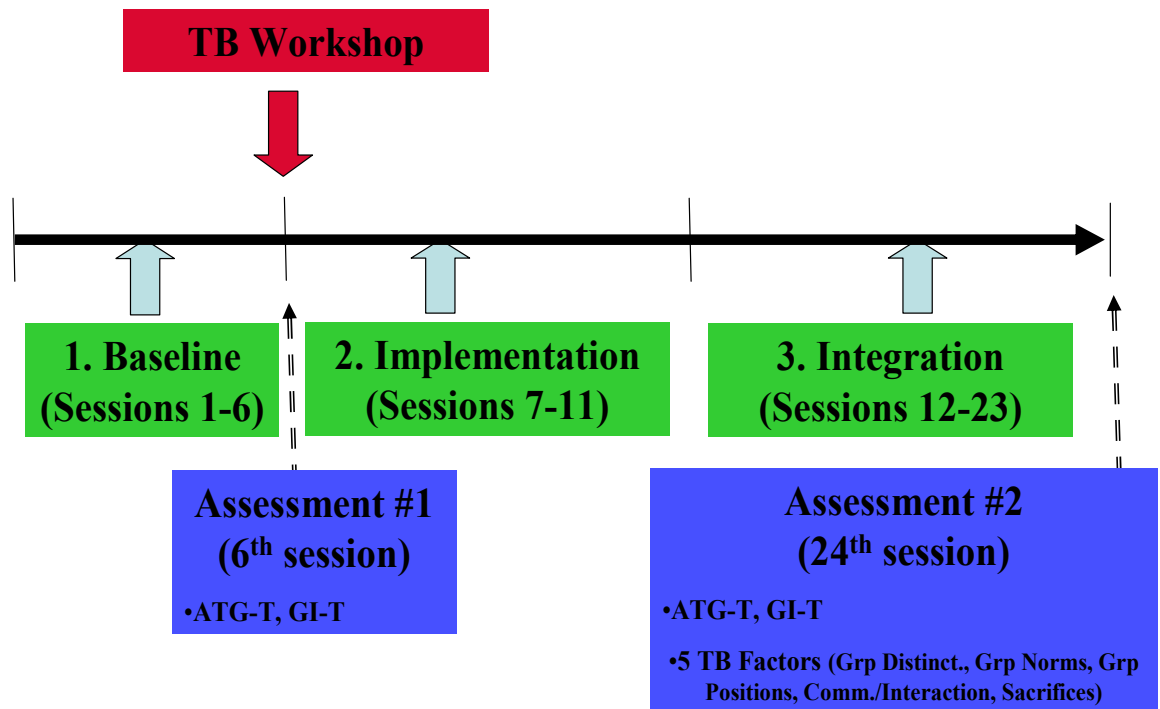 TB Workshop
1. Baseline
(Sessions 1-6)
2. Implementation
(Sessions 7-11)
3. Integration
(Sessions 12-23)
Assessment #1
(6th session)
•ATG-T, GI-T
Assessment #2
(24th session)
•ATG-T, GI-T
•5 TB Factors (Grp Distinct., Grp Norms, Grp
Positions, Comm./Interaction, Sacrifices)